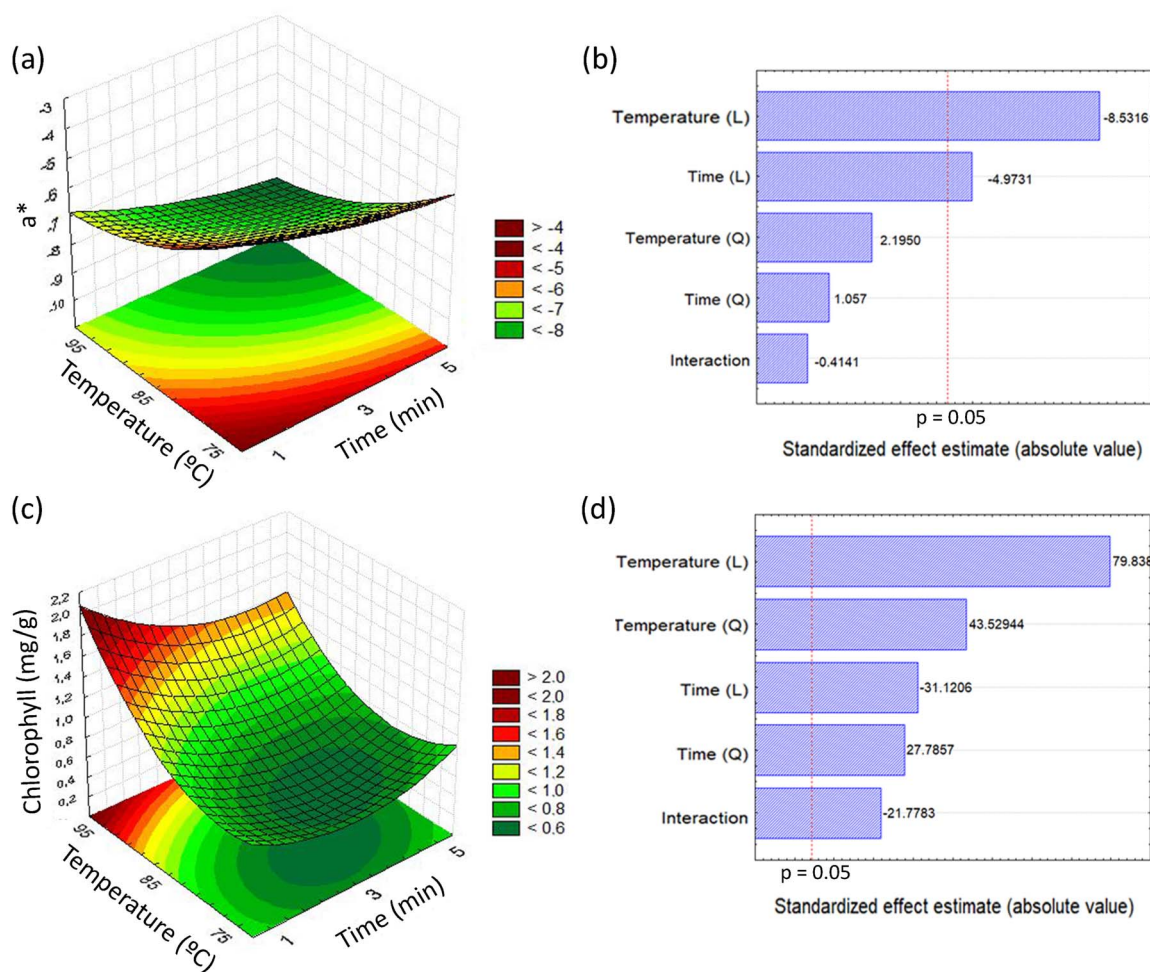 (a)
-3
-4
-5
-6
-7
-8
-9
-10
a*
95
85
75
Temperature (ºC)
1
3
5
Time (min)
> -4
< -4
< -5
< -6
< -7
< -8
(b)
Temperature (L)
-8.5316
Time (L)
-4.9731
Temperature (Q)
2.1950
Time (Q)
1.057
Interaction
-0.4141
p = 0.05
Standardized effect estimate (absolute value)
(c)
2,2
2,0
1,8
1,6
1,4
1,2
1,0
0,8
0,6
0,4
0,2
Chlorophyll (mg/g)
95
85
75
Temperature (ºC)
1
3
5
Time (min)
> 2.0
< 2.0
< 1.8
< 1.6
< 1.4
< 1.2
< 1.0
< 0.8
< 0.6
(d)
Temperature (L)
79.838
Temperature (Q)
43.52944
Time (L)
-31.1206
Time (Q)
27.7857
Interaction
-21.7783
p = 0.05
Standardized effect estimate (absolute value)